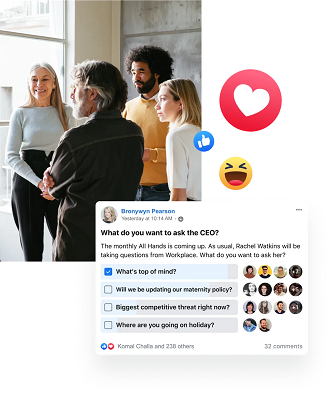 Bronywyn Pearson
Yesterday at 10:14 AM ·
What do you want to ask the CEO?
The monthly All Hands is coming up. As usual, Rachel Watkins will be
taking questions from Workplace. What do you want to ask her?
What's top of mind?
+7
Will we be updating our maternity policy?
+5
Biggest competitive threat right now?
+1
Where are you going on holiday?
Komal Challa and 238 others
32 comments